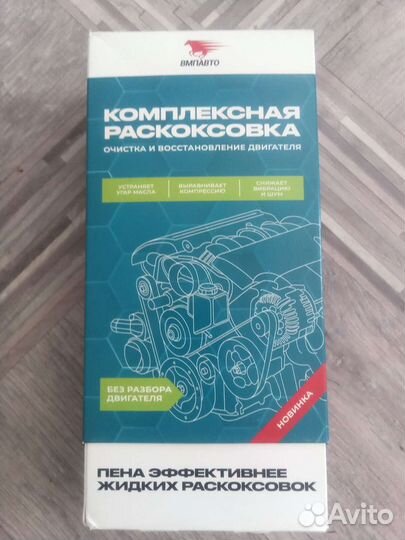 ВМПАВТО
КОМПЛЕКСНАЯ
РАСКОКСОВКА
ОЧИСТКА И ВОССТАНОВЛЕНИЕ ДВИГАТЕЛЯ
УСТРАНЯЕТ
УГАР МАСЛА
ВЫРАВНИВАЕТ
КОМПРЕССИЮ
СНИЖАЕТ
ВИБРАЦИЮ
И ШУМ
БЕЗ РАЗБОРА
ДВИГАТЕЛЯ
НОВИНКА
ПЕНА ЭФФЕКТИВНЕЕ
ЖИДКИХ РАСКОКСОВОК
Avito